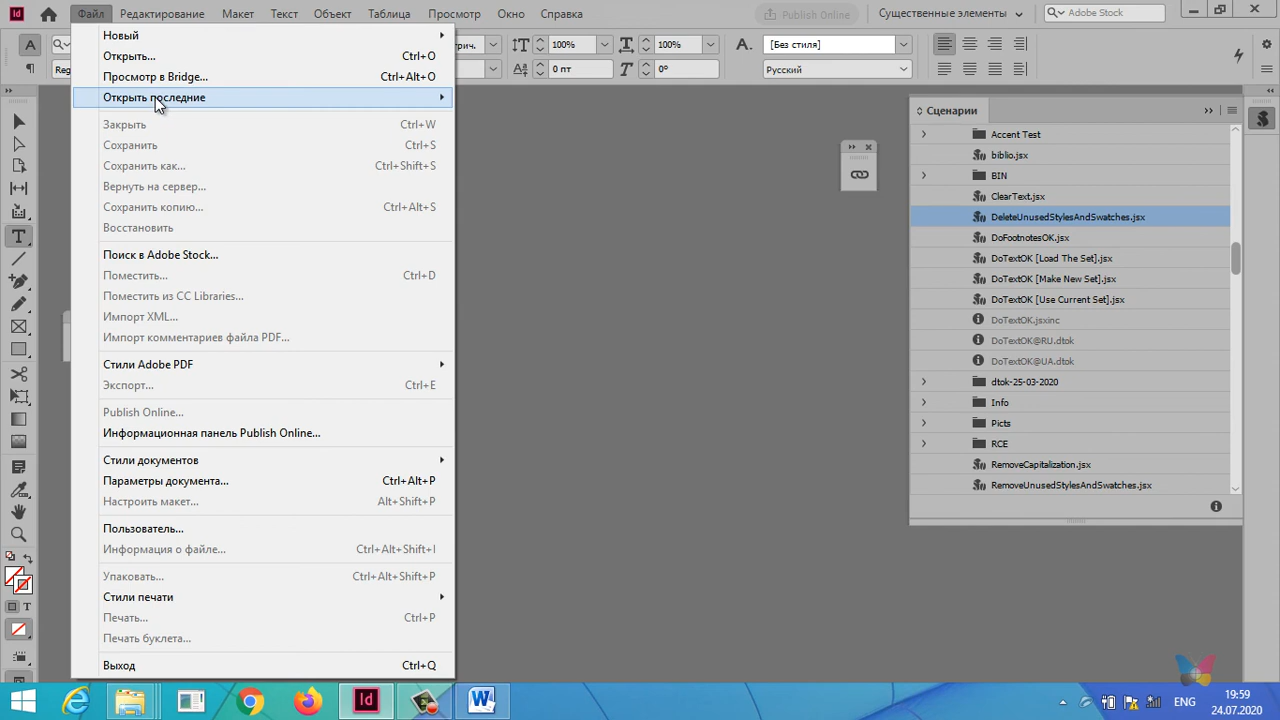 Id Файл Редактирование Макет Текст Объект Таблица Просмотр Окно Справка Publish Online Существенные элементы Adobe Stock
A трич. 100% 100% A. [Без стиля]
¶ Reg 0 пт 0° Русский
Новый
Открыть... Ctrl+O
Просмотр в Bridge... Ctrl+Alt+O
Открыть последние
Закрыть Ctrl+W
Сохранить Ctrl+S
Сохранить как... Ctrl+Shift+S
Вернуть на сервер...
Сохранить копию... Ctrl+Alt+S
Восстановить
Поиск в Adobe Stock...
Поместить... Ctrl+D
Поместить из CC Libraries...
Импорт XML...
Импорт комментариев файла PDF...
Стили Adobe PDF
Экспорт... Ctrl+E
Publish Online...
Информационная панель Publish Online...
Стили документов
Параметры документа... Ctrl+Alt+P
Настроить макет... Alt+Shift+P
Пользователь...
Информация о файле... Ctrl+Alt+Shift+I
Упаковать... Ctrl+Alt+Shift+P
Стили печати
Печать... Ctrl+P
Печать буклета...
Выход Ctrl+Q
Сценарии
Accent Test
biblio.jsx
BIN
ClearText.jsx
DeleteUnusedStylesAndSwatches.jsx
DoFootnotesOK.jsx
DoTextOK [Load The Set].jsx
DoTextOK [Make New Set].jsx
DoTextOK [Use Current Set].jsx
DoTextOK.jsxinc
DoTextOK@RU.dtok
DoTextOK@UA.dtok
dtok-25-03-2020
Info
Picts
RCE
RemoveCapitalization.jsx
RemoveUnusedStylesAndSwatches.jsx
Id W ENG 19:59
24.07.2020